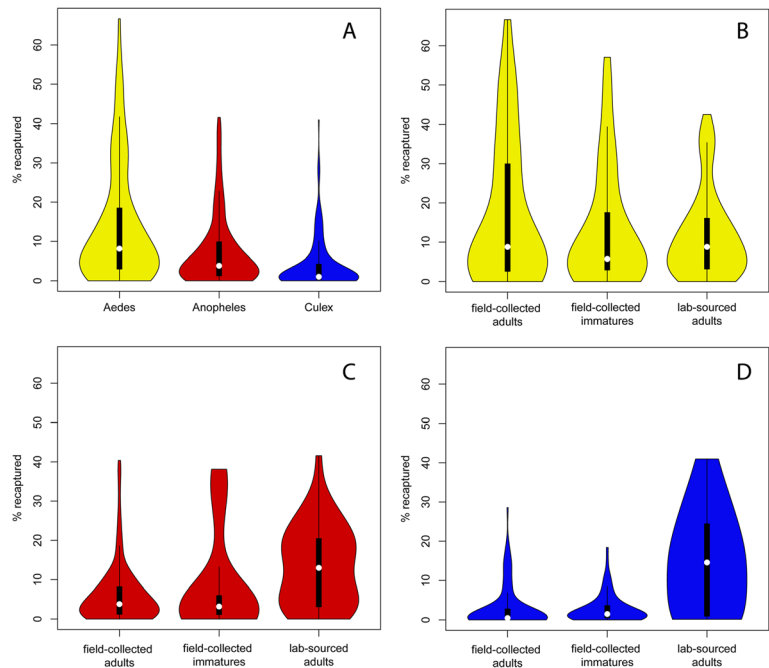 A
% recaptured
60
50
40
30
20
10
0
Aedes
Anopheles
Culex
B
% recaptured
60
50
40
30
20
10
0
field-collected
adults
field-collected
immatures
lab-sourced
adults
C
% recaptured
60
50
40
30
20
10
0
field-collected
adults
field-collected
immatures
lab-sourced
adults
D
% recaptured
60
50
40
30
20
10
0
field-collected
adults
field-collected
immatures
lab-sourced
adults